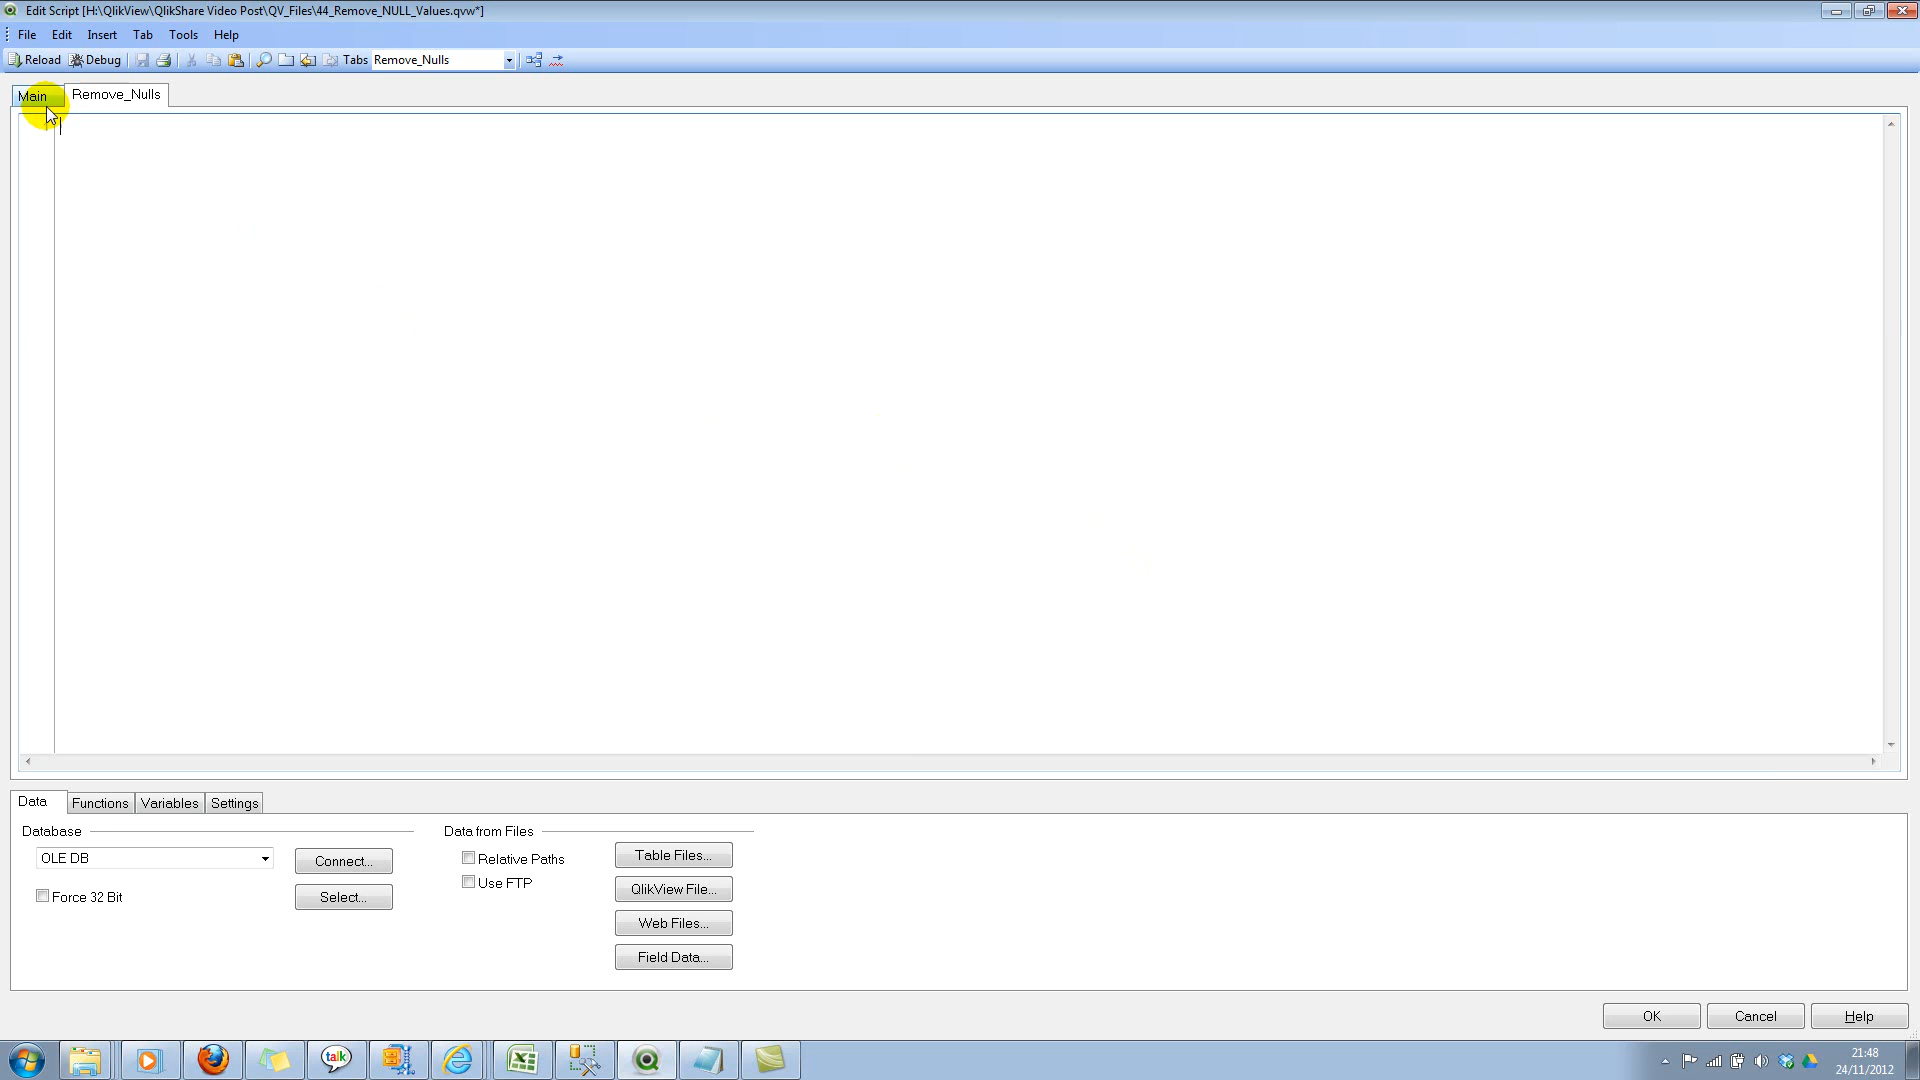 Edit Script [H:\QlikView\QlikShare Video Post\QV_Files\44_Remove_NULL_Values.qvw*]
File Edit Insert Tab Tools Help
Reload Debug Tabs Remove_Nulls
Main Remove_Nulls
Data Functions Variables Settings
Database Data from Files
OLE DB Connect... Relative Paths Table Files...
Use FTP QlikView File...
Force 32 Bit Select...
Web Files...
Field Data...
OK Cancel Help
talk
21:48
24/11/2012